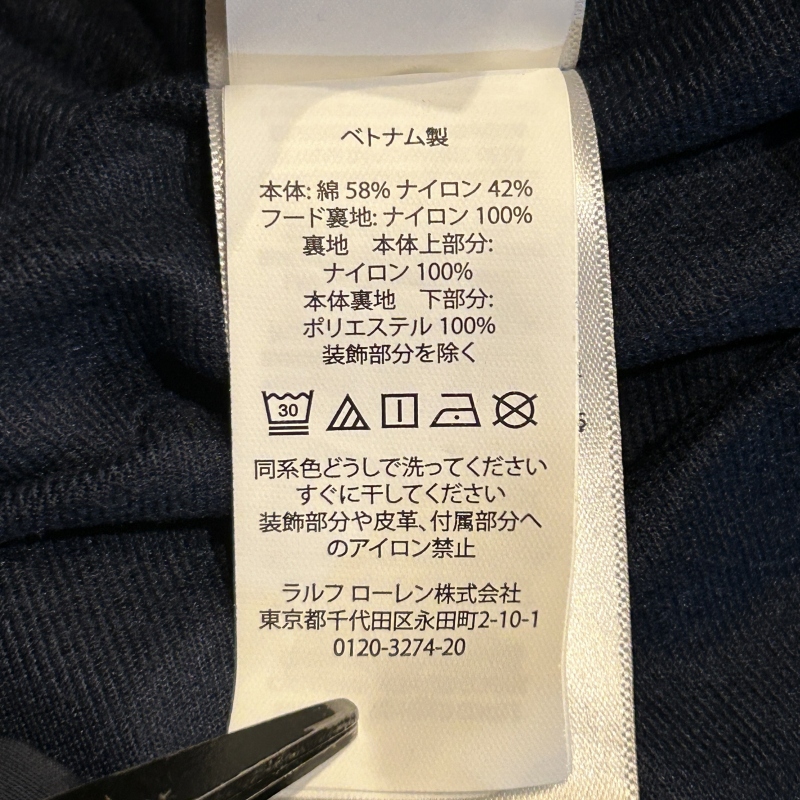 ベトナム製
本体: 綿 58% ナイロン 42%
フード裏地: ナイロン 100%
裏地　本体上部分:
ナイロン 100%
本体裏地　下部分:
ポリエステル 100%
装飾部分を除く
30
同系色どうしで洗ってください
すぐに干してください
装飾部分や皮革、付属部分へ
のアイロン禁止
ラルフ ローレン株式会社
東京都千代田区永田町2-10-1
0120-3274-20